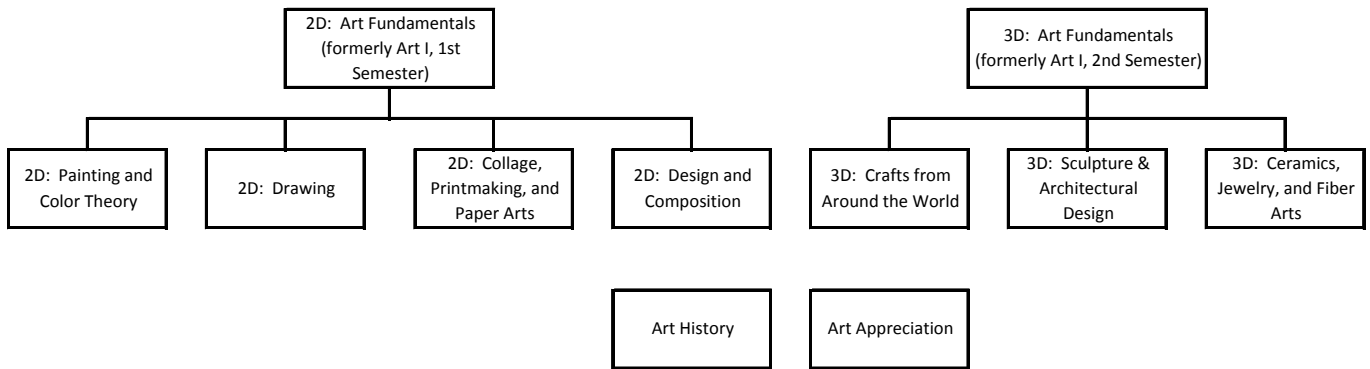 2D:  Art Fundamentals
(formerly Art I, 1st
Semester)
3D:  Art Fundamentals
(formerly Art I, 2nd Semester)
2D:  Painting and
Color Theory
2D:  Drawing
2D:  Collage,
Printmaking, and
Paper Arts
2D:  Design and
Composition
3D:  Crafts from
Around the World
3D:  Sculpture &
Architectural
Design
3D:  Ceramics,
Jewelry, and Fiber
Arts
Art History
Art Appreciation